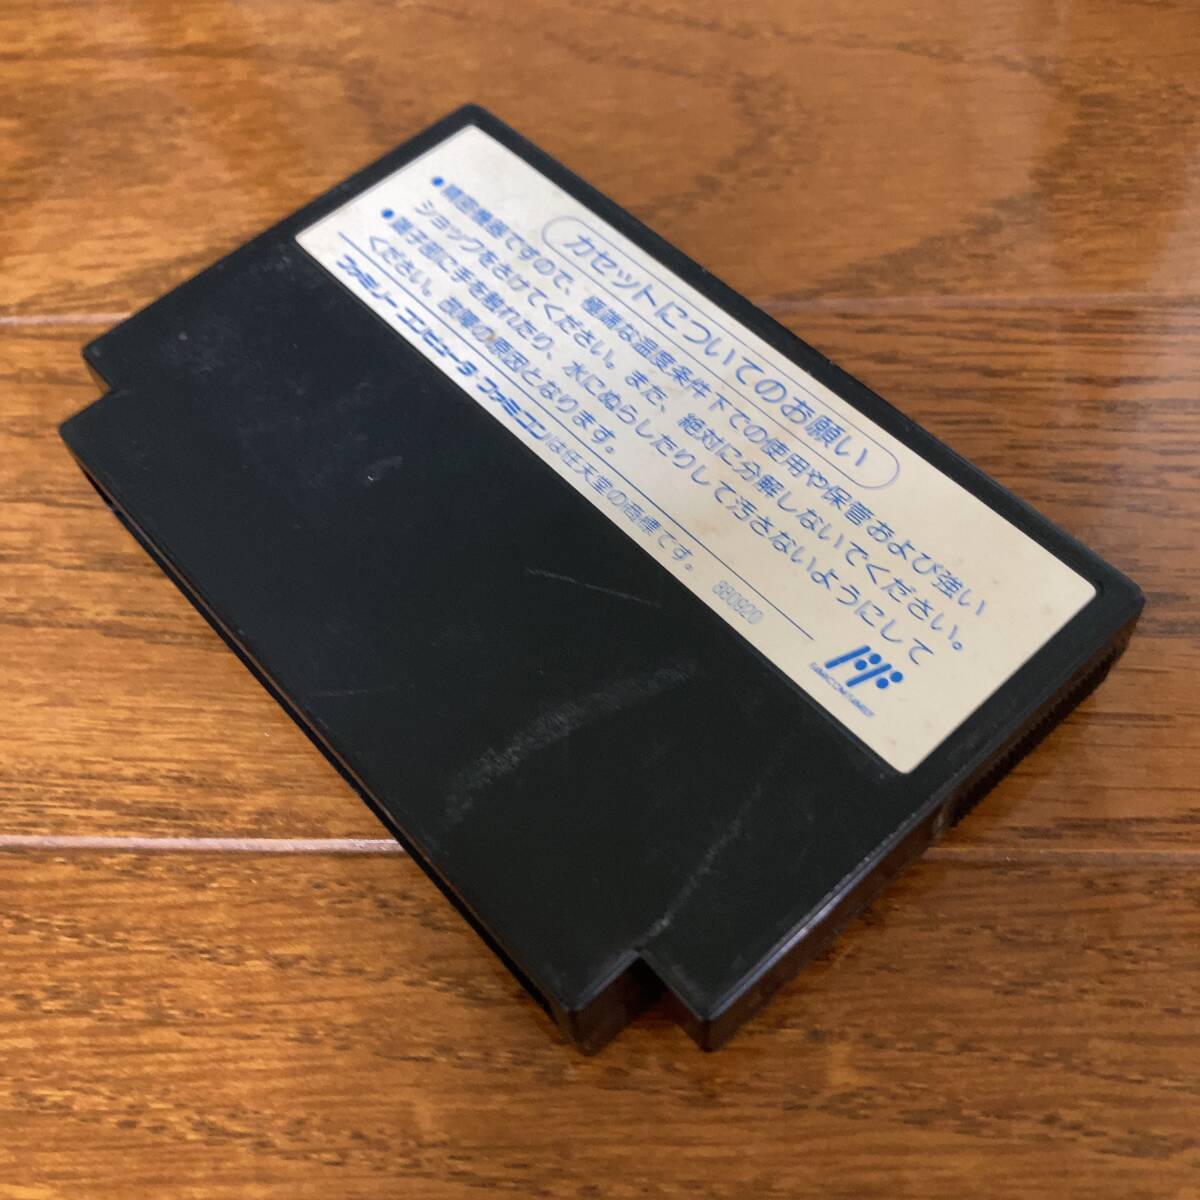 カセットについてのお願い
●精密機器ですので、極端な温度条件下での使用や保管および強い
ショックをさけてください。また、絶対に分解しないでください。
●端子部に手を触れたり、水にぬらしたりして汚さないようにして
ください。故障の原因となります。
ファミリーコンピュータ・ファミコンは任天堂の商標です。 880920
FAMICOM FAMILY